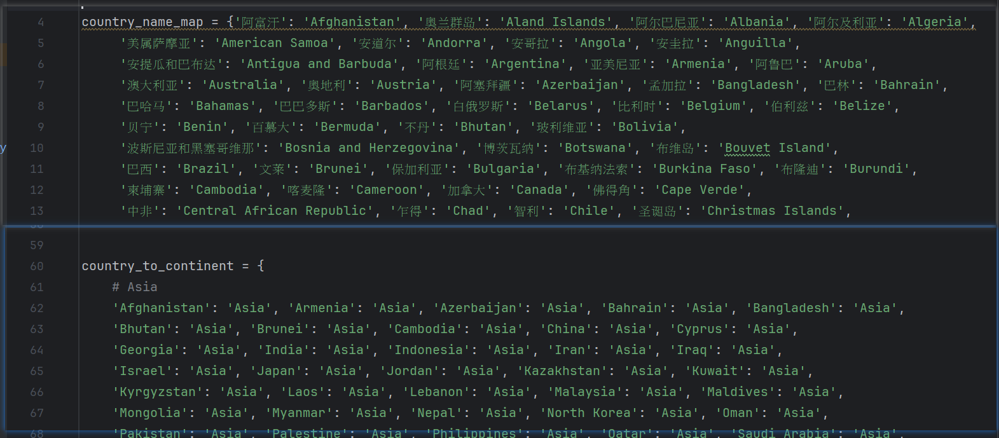 4 country_name_map = {'阿富汗': 'Afghanistan', '奥兰群岛': 'Aland Islands', '阿尔巴尼亚': 'Albania', '阿尔及利亚': 'Algeria',
5 '美属萨摩亚': 'American Samoa', '安道尔': 'Andorra', '安哥拉': 'Angola', '安圭拉': 'Anguilla',
6 '安提瓜和巴布达': 'Antigua and Barbuda', '阿根廷': 'Argentina', '亚美尼亚': 'Armenia', '阿鲁巴': 'Aruba',
7 '澳大利亚': 'Australia', '奥地利': 'Austria', '阿塞拜疆': 'Azerbaijan', '孟加拉': 'Bangladesh', '巴林': 'Bahrain',
8 '巴哈马': 'Bahamas', '巴巴多斯': 'Barbados', '白俄罗斯': 'Belarus', '比利时': 'Belgium', '伯利兹': 'Belize',
9 '贝宁': 'Benin', '百慕大': 'Bermuda', '不丹': 'Bhutan', '玻利维亚': 'Bolivia',
y 10 '波斯尼亚和黑塞哥维那': 'Bosnia and Herzegovina', '博茨瓦纳': 'Botswana', '布维岛': 'Bouvet Island',
11 '巴西': 'Brazil', '文莱': 'Brunei', '保加利亚': 'Bulgaria', '布基纳法索': 'Burkina Faso', '布隆迪': 'Burundi',
12 '柬埔寨': 'Cambodia', '喀麦隆': 'Cameroon', '加拿大': 'Canada', '佛得角': 'Cape Verde',
13 '中非': 'Central African Republic', '乍得': 'Chad', '智利': 'Chile', '圣诞岛': 'Christmas Islands',
59
60 country_to_continent = {
61 # Asia
62 'Afghanistan': 'Asia', 'Armenia': 'Asia', 'Azerbaijan': 'Asia', 'Bahrain': 'Asia', 'Bangladesh': 'Asia',
63 'Bhutan': 'Asia', 'Brunei': 'Asia', 'Cambodia': 'Asia', 'China': 'Asia', 'Cyprus': 'Asia',
64 'Georgia': 'Asia', 'India': 'Asia', 'Indonesia': 'Asia', 'Iran': 'Asia', 'Iraq': 'Asia',
65 'Israel': 'Asia', 'Japan': 'Asia', 'Jordan': 'Asia', 'Kazakhstan': 'Asia', 'Kuwait': 'Asia',
66 'Kyrgyzstan': 'Asia', 'Laos': 'Asia', 'Lebanon': 'Asia', 'Malaysia': 'Asia', 'Maldives': 'Asia',
67 'Mongolia': 'Asia', 'Myanmar': 'Asia', 'Nepal': 'Asia', 'North Korea': 'Asia', 'Oman': 'Asia',
68 'Pakistan': 'Asia', 'Palestine': 'Asia', 'Philippines': 'Asia', 'Qatar': 'Asia', 'Saudi Arabia': 'Asia',